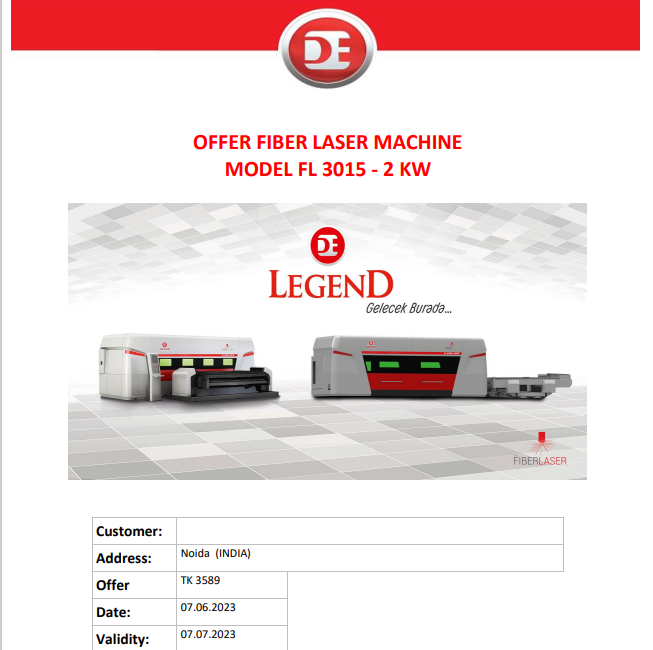 DE
OFFER FIBER LASER MACHINE
MODEL FL 3015 - 2 KW
DE
LEGEND
Gelecek Burada...
FIBERLASER
Customer:
Address: Noida (INDIA)
Offer TK 3589
Date: 07.06.2023
Validity: 07.07.2023